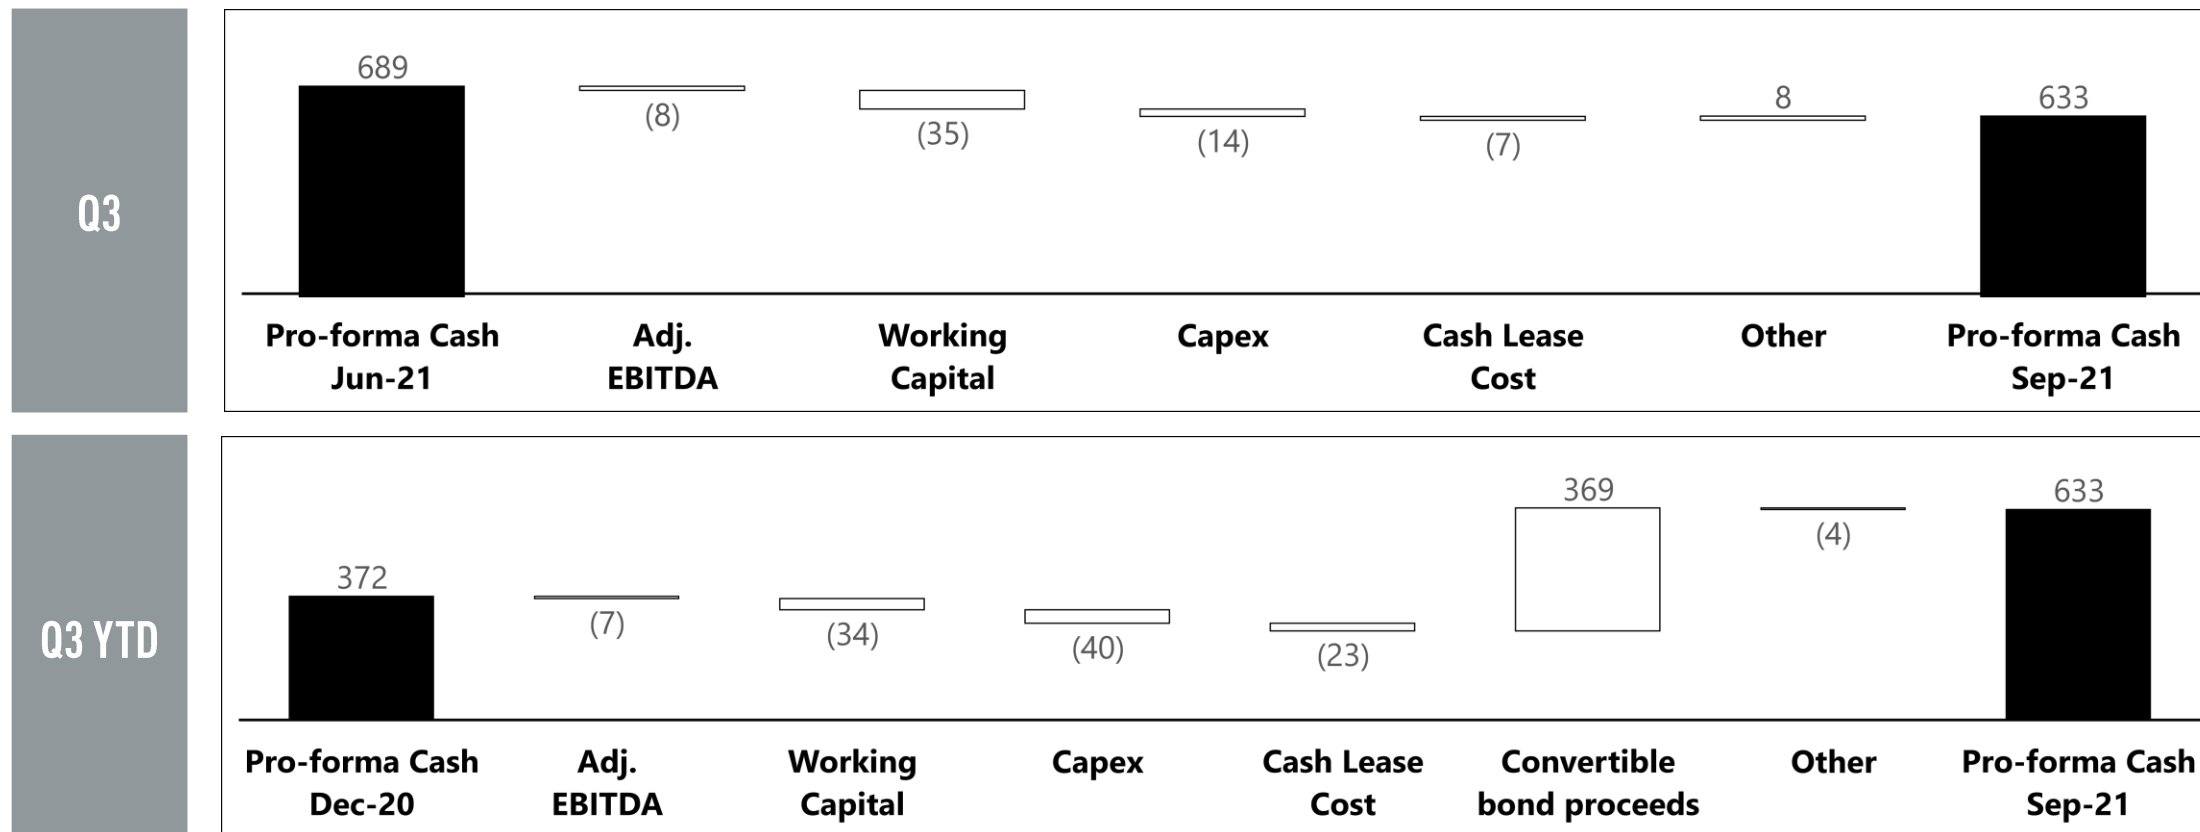 Q3
689
(8)
(35)
(14)
(7)
8
633
Pro-forma Cash
Jun-21
Adj.
EBITDA
Working
Capital
Capex
Cash Lease
Cost
Other
Pro-forma Cash
Sep-21
Q3 YTD
372
(7)
(34)
(40)
(23)
369
(4)
633
Pro-forma Cash
Dec-20
Adj.
EBITDA
Working
Capital
Capex
Cash Lease
Cost
Convertible
bond proceeds
Other
Pro-forma Cash
Sep-21